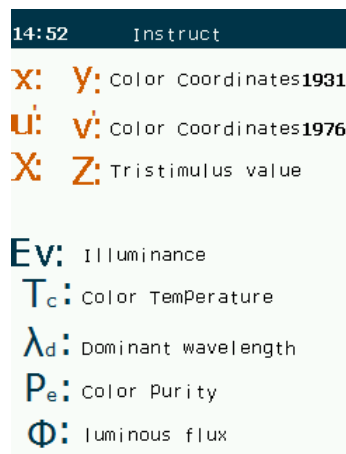 14:52 Instruct
x: y: Color Coordinates1931
u': v': Color Coordinates1976
X: Z: Tristimulus value
Ev: Illuminance
Tc: Color TemPerature
λd: Dominant wavelength
Pe: Color Purity
Φ: luminous flux